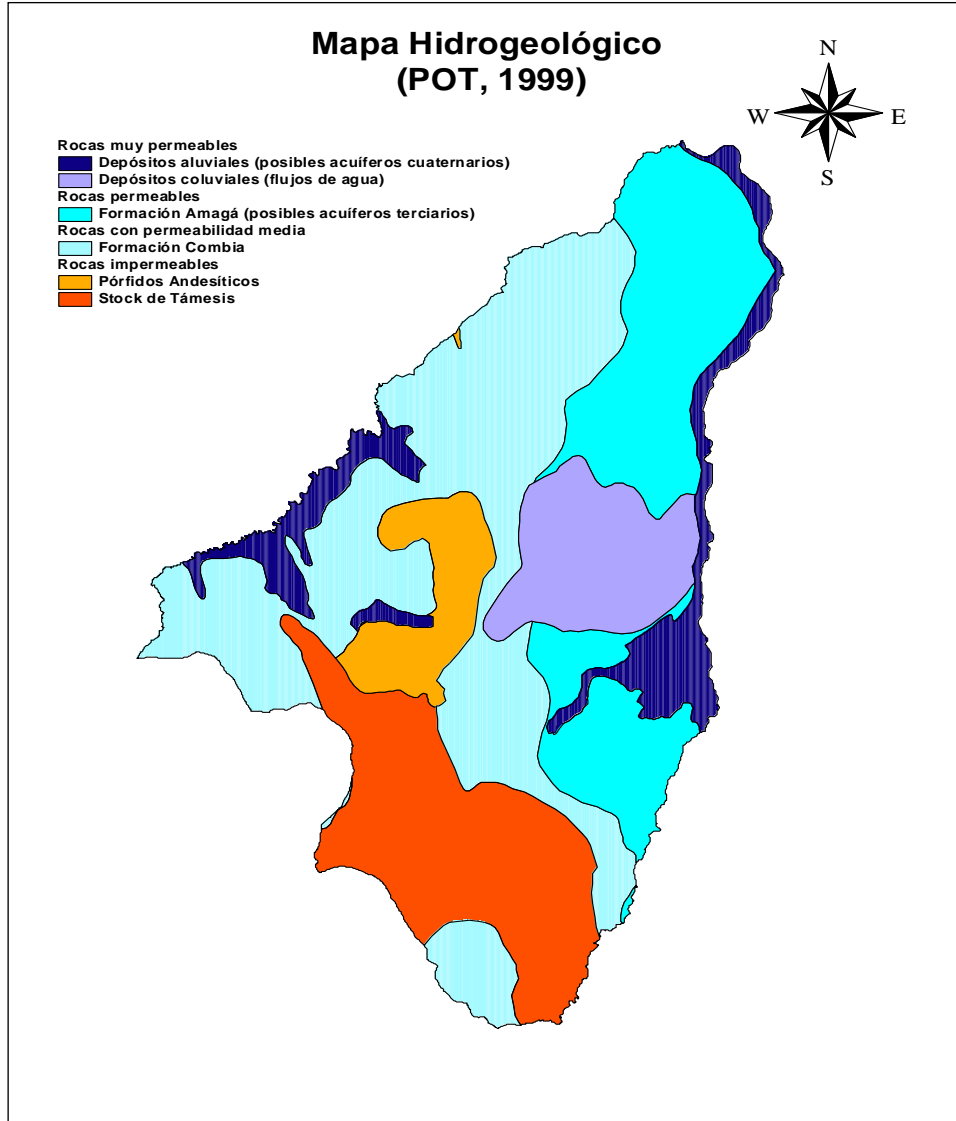 Mapa Hidrogeológico
(POT, 1999)
N
W
E
S
Rocas muy permeables
Depósitos aluviales (posibles acuíferos cuaternarios)
Depósitos coluviales (flujos de agua)
Rocas permeables
Formación Amagá (posibles acuíferos terciarios)
Rocas con permeabilidad media
Formación Combia
Rocas impermeables
Pórfidos Andesíticos
Stock de Támesis